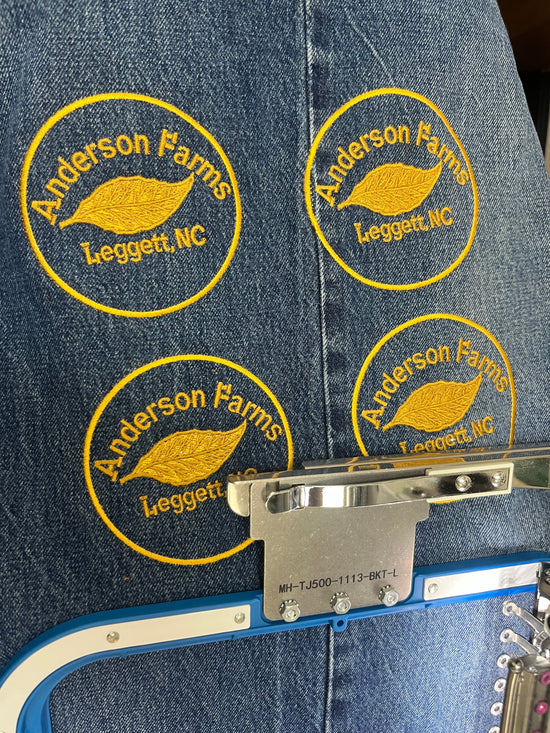 Anderson Farms
Leggett, NC
Anderson Farms
Leggett, NC
Anderson Farms
Leggett,
Anderson Farms
Leggett, NC
MH-TJ500-1113-BKT-L